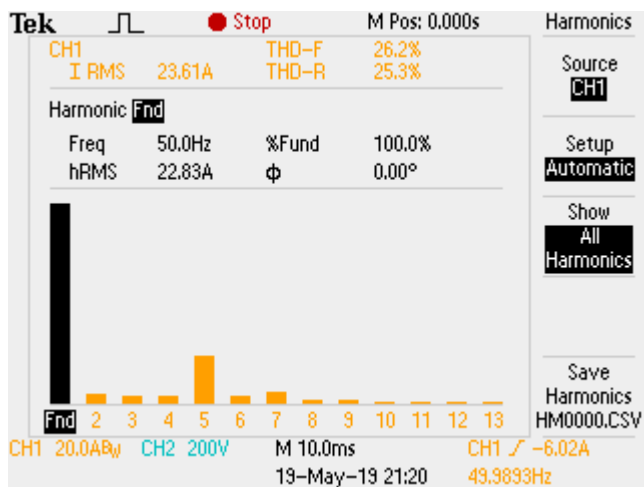 Tek Stop M Pos: 0.000s Harmonics
CH1 THD-F 26.2%
I RMS 23.61A THD-R 25.3%
Source
CH1
Harmonic Fnd
Freq 50.0Hz %Fund 100.0%
hRMS 22.83A ϕ 0.00°
Setup
Automatic
Show
All
Harmonics
Save
Harmonics
HM0000.CSV
Fnd 2 3 4 5 6 7 8 9 10 11 12 13
CH1 20.0ABW CH2 200V M 10.0ms CH1 -6.02A
19-May-19 21:20 49.9893Hz